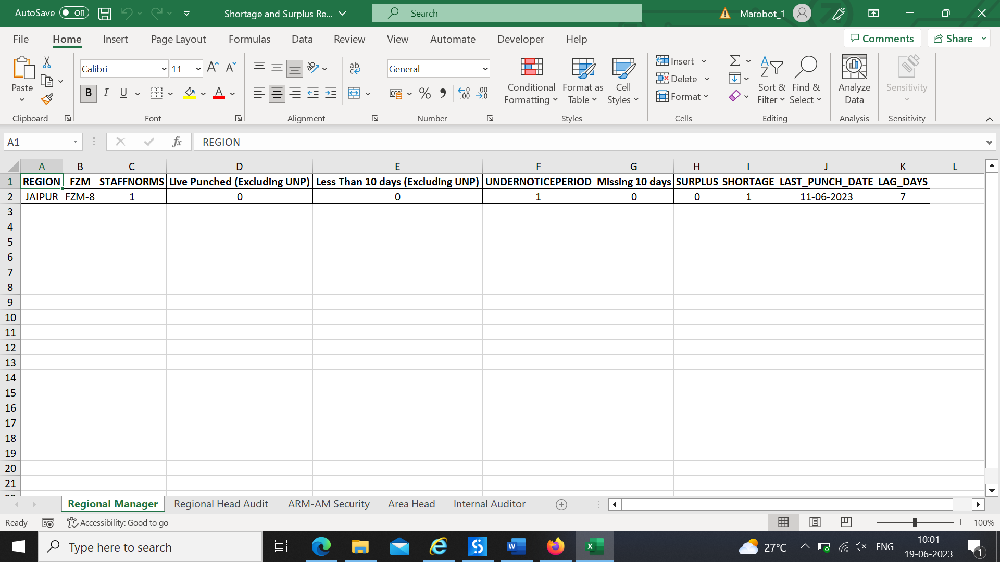 AutoSave Off Shortage and Surplus Re... Search Marobot_1
File Home Insert Page Layout Formulas Data Review View Automate Developer Help Comments Share
Calibri 11 General
Paste B I U
Conditional Formatting Format as Table Cell Styles
Insert
Delete
Format
Sort & Filter Find & Select
Analyze Data
Sensitivity
Clipboard Font Alignment Number Styles Cells Editing Analysis Sensitivity
A1 fx REGION
A B C D E F G H I J K L
1 REGION FZM STAFFNORMS Live Punched (Excluding UNP) Less Than 10 days (Excluding UNP) UNDERNOTICEPERIOD Missing 10 days SURPLUS SHORTAGE LAST_PUNCH_DATE LAG_DAYS
2 JAIPUR FZM-8 1 0 0 1 0 0 1 11-06-2023 7
3
4
5
6
7
8
9
10
11
12
13
14
15
16
17
18
19
20
21
Regional Manager Regional Head Audit ARM-AM Security Area Head Internal Auditor
Ready Accessibility: Good to go 100%
Type here to search 27°C ENG 10:01
19-06-2023 1